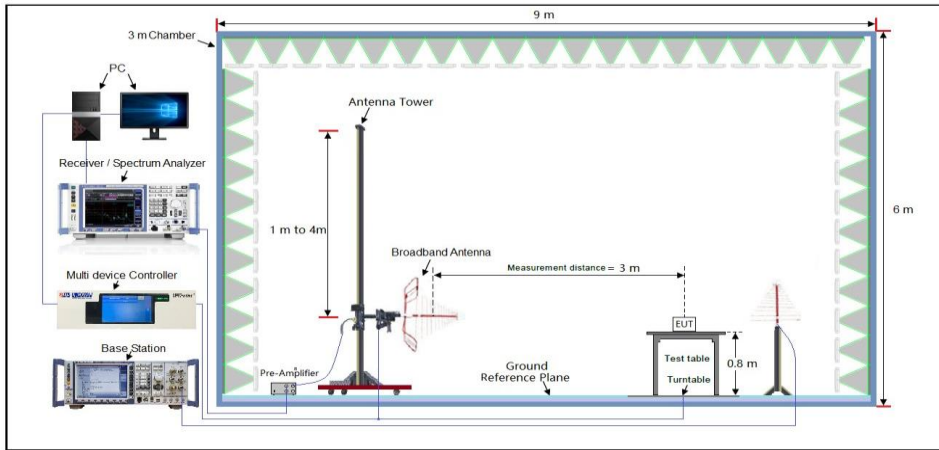 9 m
3 m Chamber
PC
Antenna Tower
Receiver / Spectrum Analyzer
6 m
1 m to 4m
Broadband Antenna
Measurement distance = 3 m
Multi device Controller
EUT
Base Station
Test table
0.8 m
Pre-Amplifier
Ground
Reference Plane
Turntable